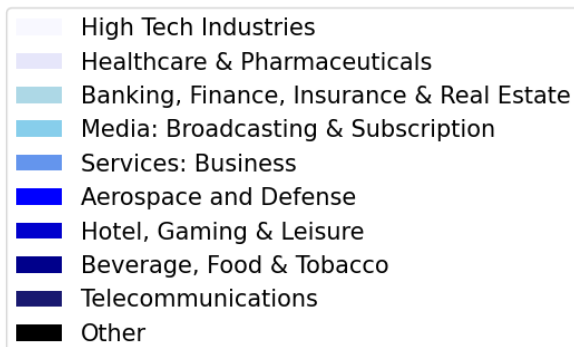 High Tech Industries
Healthcare & Pharmaceuticals
Banking, Finance, Insurance & Real Estate
Media: Broadcasting & Subscription
Services: Business
Aerospace and Defense
Hotel, Gaming & Leisure
Beverage, Food & Tobacco
Telecommunications
Other